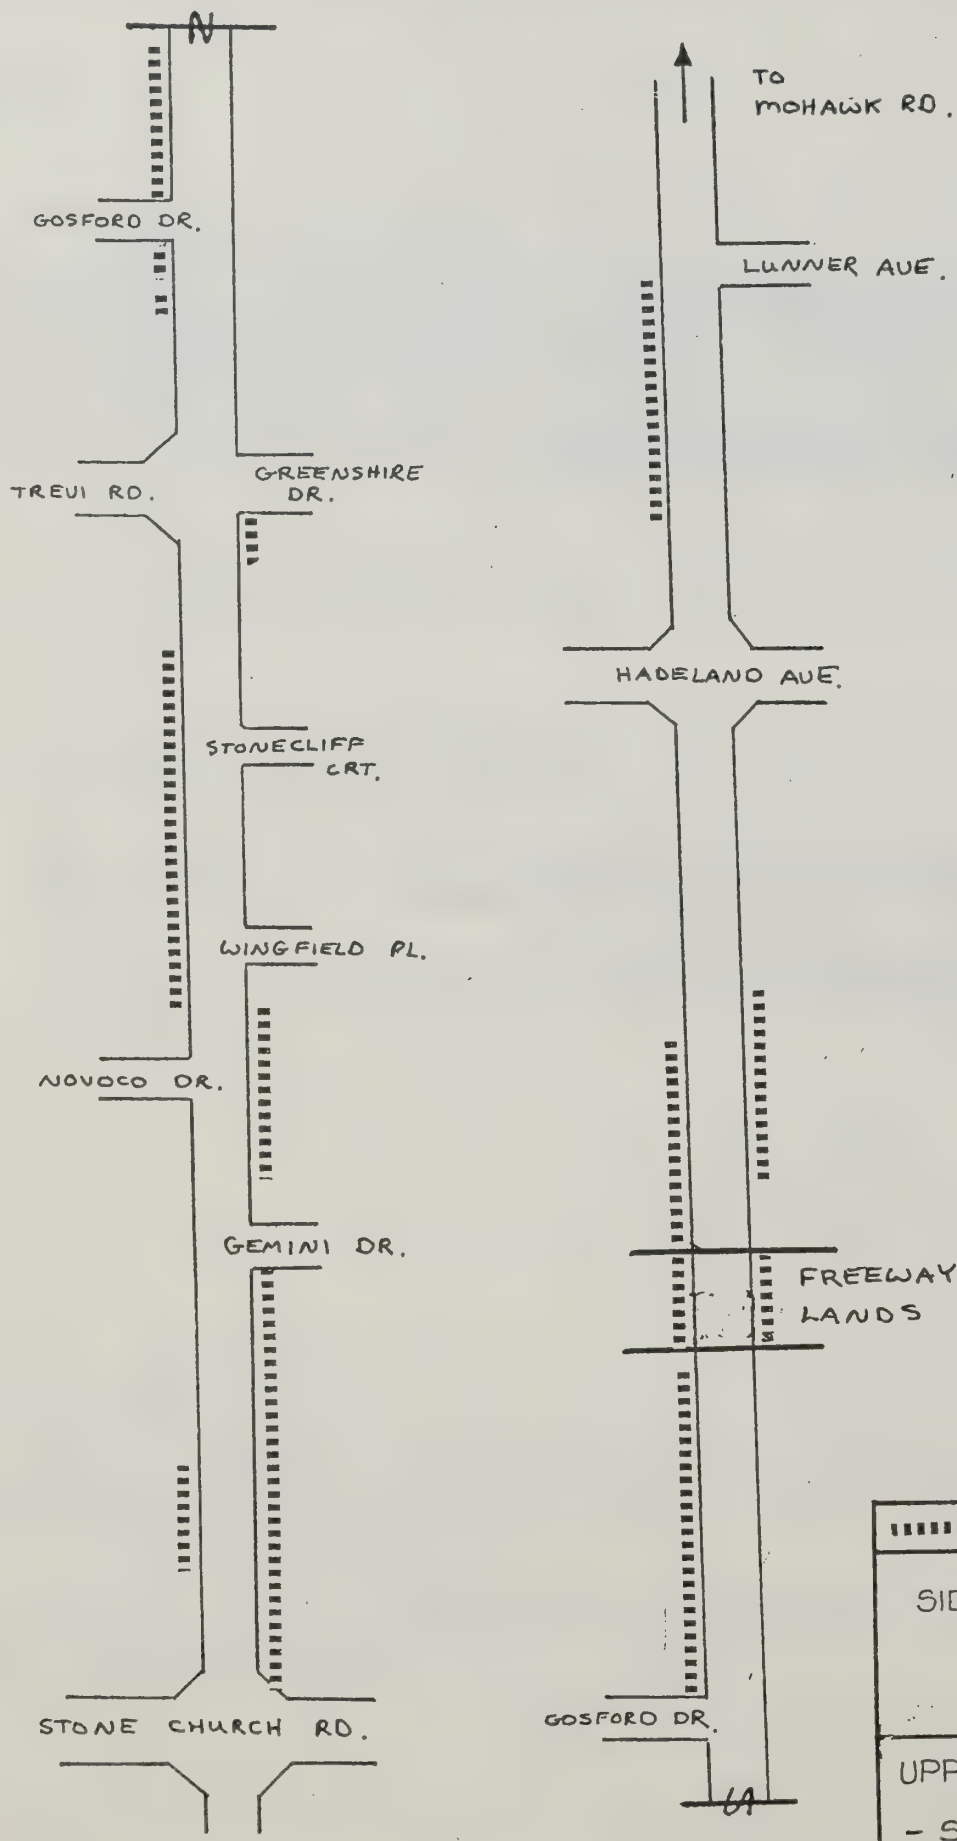 GOSFORD DR.
TREVI RD.
GREENSHIRE
DR.
STONECLIFF
CRT.
WINGFIELD PL.
NOVOCO DR.
GEMINI DR.
STONE CHURCH RD.
TO
MOHAWK RD.
LUNNER AVE.
HADELAND AVE.
FREEWAY
LANDS
GOSFORD DR.
SID
UPP
- S